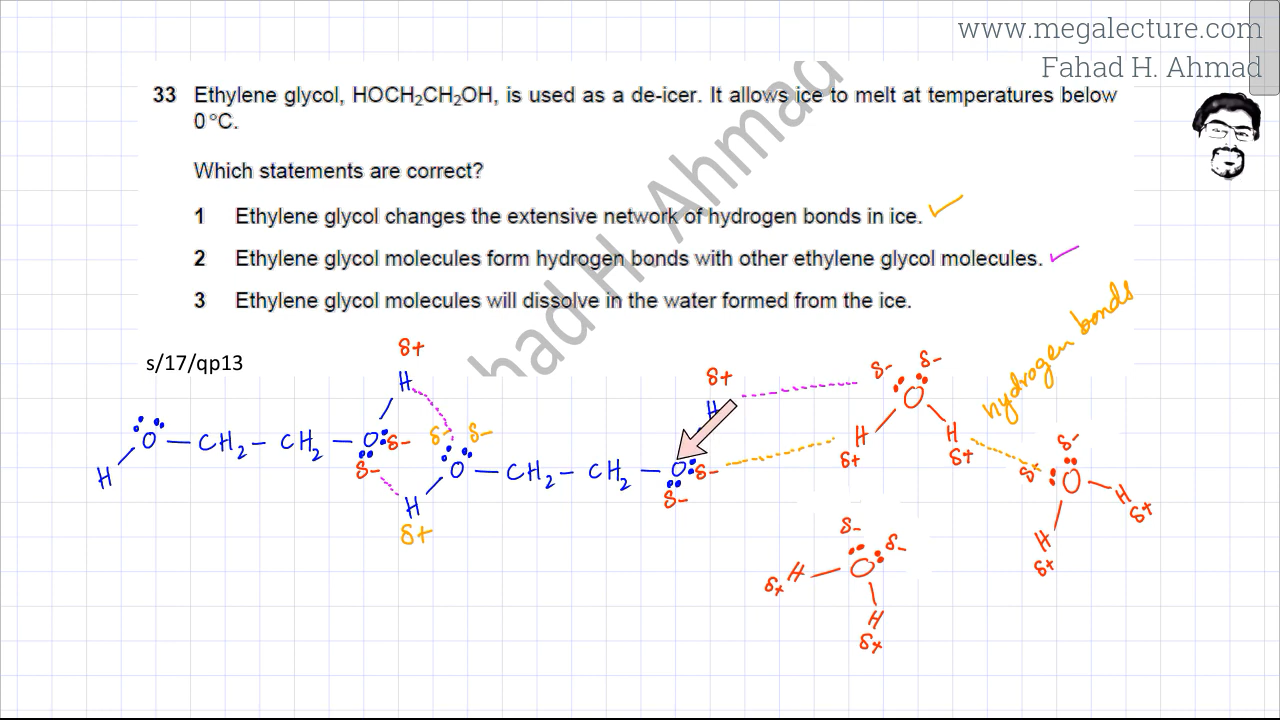 www.megalecture.com
Fahad H. Ahmad
33 Ethylene glycol, HOCH₂CH₂OH, is used as a de-icer. It allows ice to melt at temperatures below
0 °C.
Which statements are correct?
1 Ethylene glycol changes the extensive network of hydrogen bonds in ice.
2 Ethylene glycol molecules form hydrogen bonds with other ethylene glycol molecules.
3 Ethylene glycol molecules will dissolve in the water formed from the ice.
had H. Ahmad
hydrogen bonds
s/17/qp13
δ+
H
δ+
H
δ- δ-
O
H H
δ+ δ+
H O — CH₂ — CH₂ — O δ-
δ-
δ- δ-
O — CH₂ — CH₂ — O δ-
δ-
H
δ+
δ-
δ+ O H
δ+
H
δ+
δ- δ-
δ+ H O
H
δ+